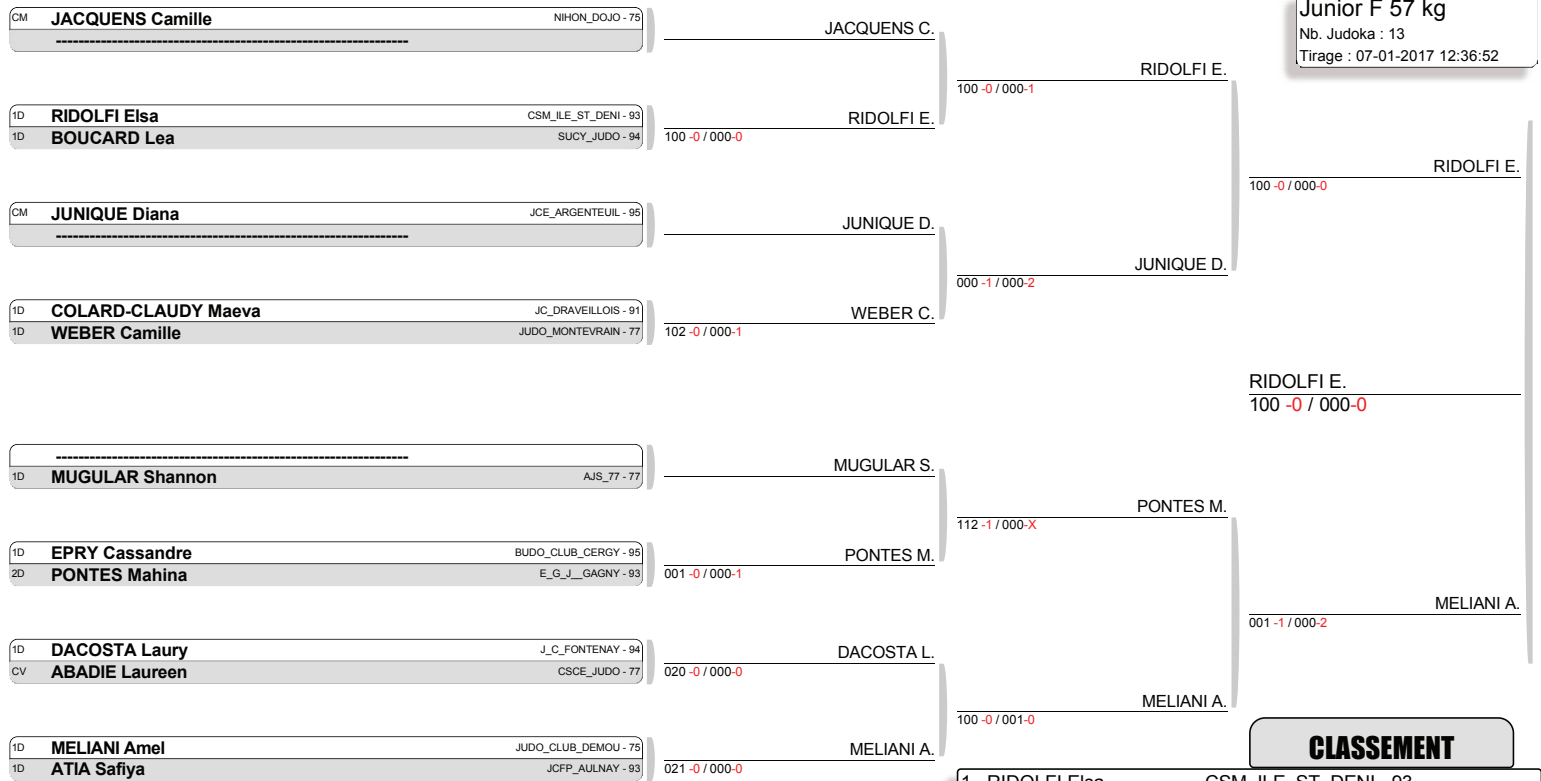 Junior F 57 kg
Nb. Judoka : 13
Tirage : 07-01-2017 12:36:52
CM JACQUENS Camille NIHON_DOJO - 75
----------------------------------------------------------------
1D RIDOLFI Elsa CSM_ILE_ST_DENI - 93
1D BOUCARD Lea SUCY_JUDO - 94
CM JUNIQUE Diana JCE_ARGENTEUIL - 95
----------------------------------------------------------------
1D COLARD-CLAUDY Maeva JC_DRAVEILLOIS - 91
1D WEBER Camille JUDO_MONTEVRAIN - 77
----------------------------------------------------------------
1D MUGULAR Shannon AJS_77 - 77
1D EPRY Cassandre BUDO_CLUB_CERGY - 95
2D PONTES Mahina E_G_J__GAGNY - 93
1D DACOSTA Laury J_C_FONTENAY - 94
CV ABADIE Laureen CSCE_JUDO - 77
1D MELIANI Amel JUDO_CLUB_DEMOU - 75
1D ATIA Safiya JCFP_AULNAY - 93
JACQUENS C.
RIDOLFI E.
100 -0 / 000-0
JUNIQUE D.
WEBER C.
102 -0 / 000-1
MUGULAR S.
PONTES M.
001 -0 / 000-1
DACOSTA L.
020 -0 / 000-0
MELIANI A.
021 -0 / 000-0
RIDOLFI E.
100 -0 / 000-1
JUNIQUE D.
000 -1 / 000-2
PONTES M.
112 -1 / 000-X
MELIANI A.
100 -0 / 001-0
RIDOLFI E.
100 -0 / 000-0
MELIANI A.
001 -1 / 000-2
RIDOLFI E.
100 -0 / 000-0
CLASSEMENT
1 RIDOLFI Elsa CSM_ILE_ST_DENI - 93